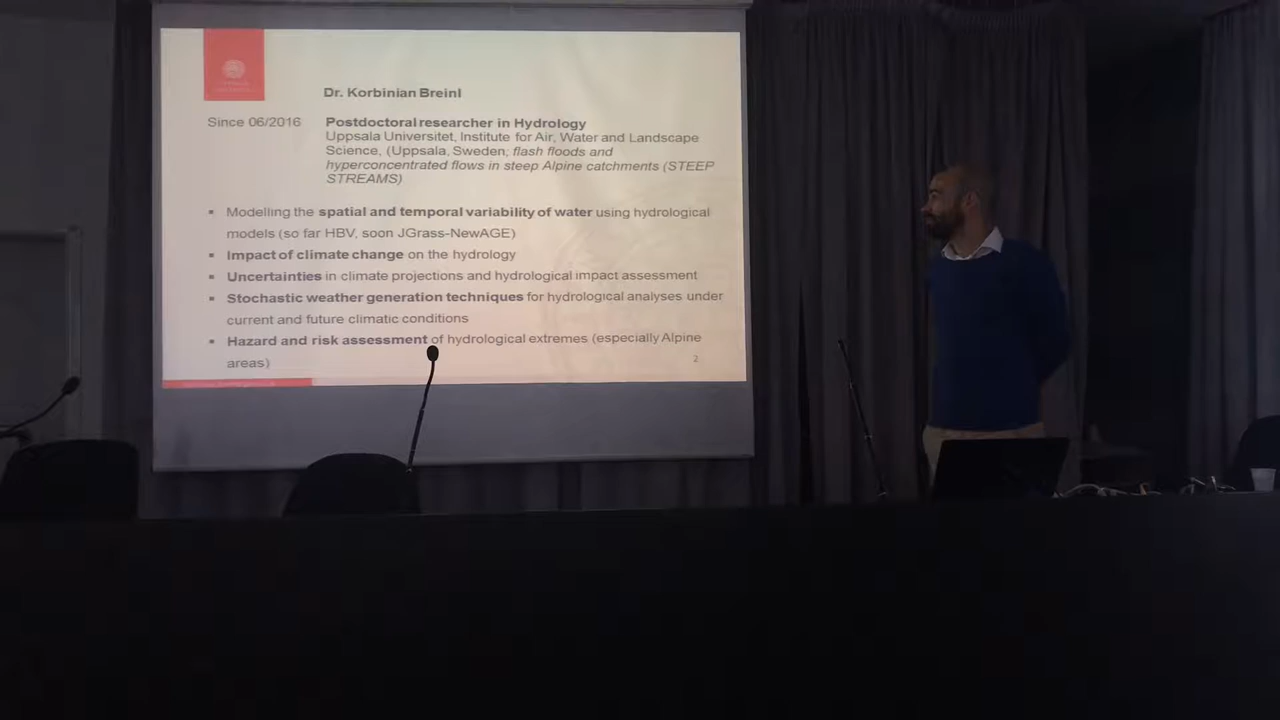 Dr. Korbinian Breinl
Since 06/2016 Postdoctoral researcher in Hydrology
Uppsala Universitet, Institute for Air, Water and Landscape
Science, (Uppsala, Sweden; flash floods and
hyperconcentrated flows in steep Alpine catchments (STEEP
STREAMS)
▪ Modelling the spatial and temporal variability of water using hydrological
models (so far HBV, soon JGrass-NewAGE)
▪ Impact of climate change on the hydrology
▪ Uncertainties in climate projections and hydrological impact assessment
▪ Stochastic weather generation techniques for hydrological analyses under
current and future climatic conditions
▪ Hazard and risk assessment of hydrological extremes (especially Alpine
areas)
2